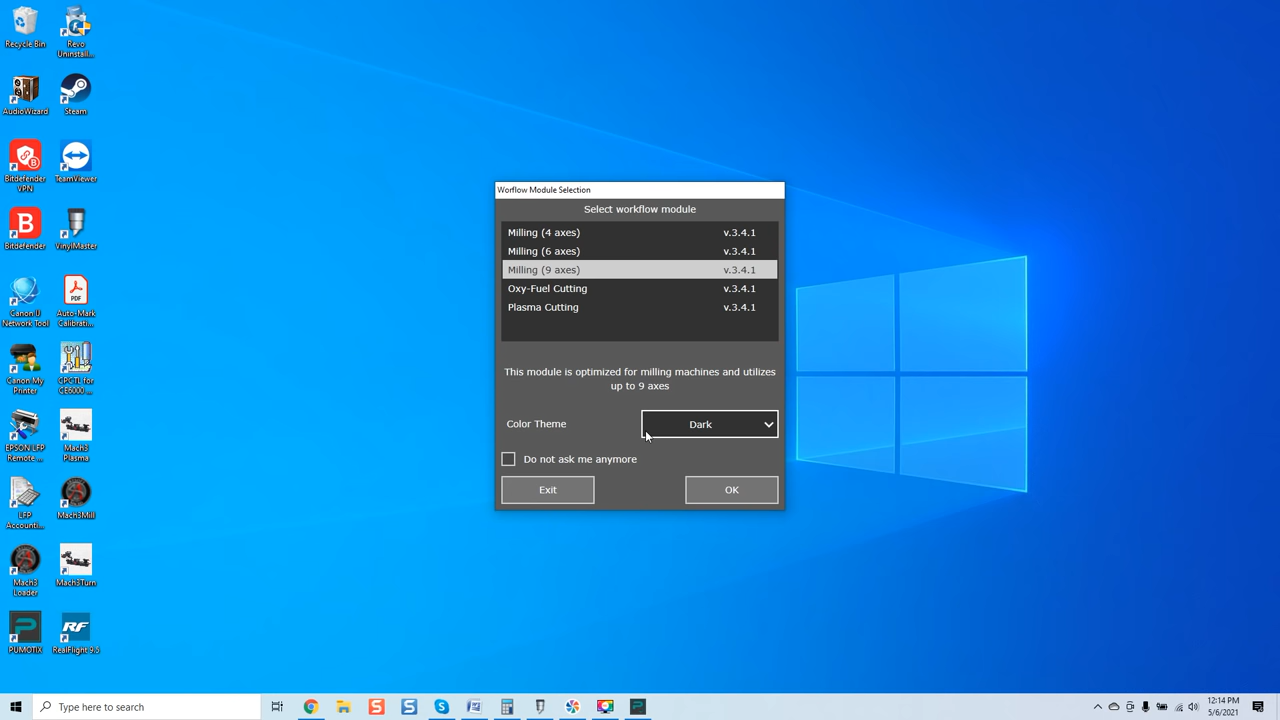 Recycle Bin
Revo
Uninstall...
AudioWizard
Steam
Bitdefender
VPN
TeamViewer
Bitdefender
VinylMaster
Canon IJ
Network Tool
PDF
Auto-Mark
Calibrati...
Canon My
Printer
CPCTL for
CE6000 ...
EPSON LFP
Remote ...
Mach3
Plasma
LFP
Accounti...
Mach3Mill
Mach3
Loader
Mach3Turn
PUMOTIX
RF
RealFlight 9.5
Worflow Module Selection
Select workflow module
Milling (4 axes) v.3.4.1
Milling (6 axes) v.3.4.1
Milling (9 axes) v.3.4.1
Oxy-Fuel Cutting v.3.4.1
Plasma Cutting v.3.4.1
This module is optimized for milling machines and utilizes
up to 9 axes
Color Theme Dark
Do not ask me anymore
Exit OK
Type here to search
12:14 PM
5/6/2021